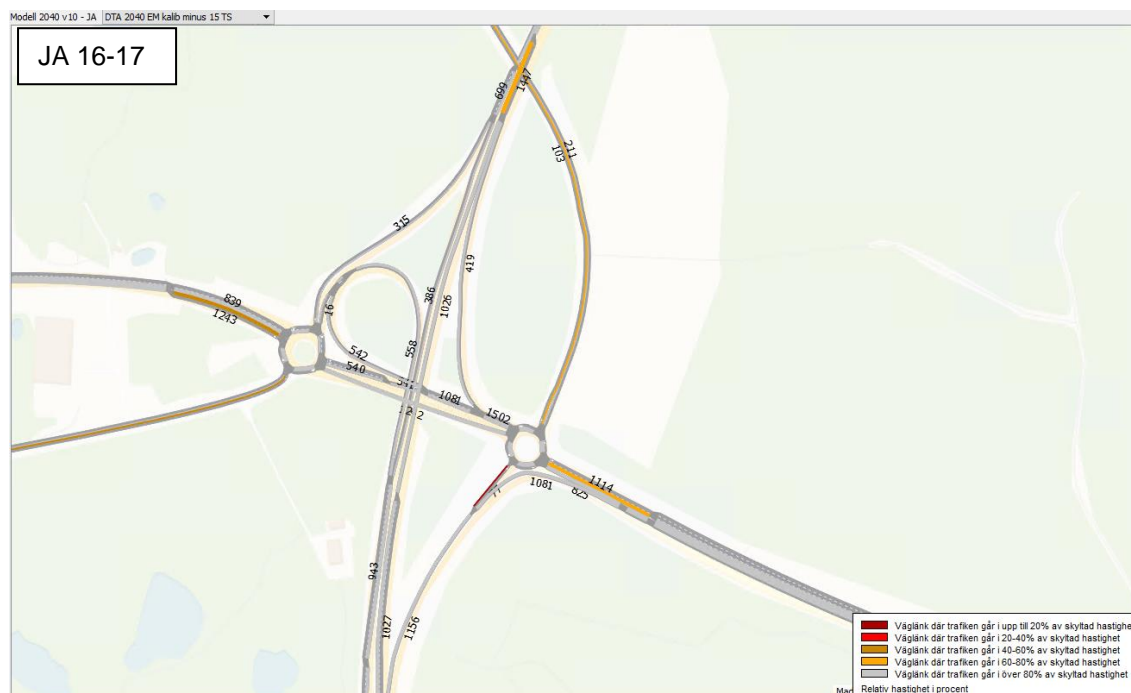 Modell 2040 v10 - JA DTA 2040 EM kalib minus 15 TS
JA 16-17
699
1447
211
103
315
419
386
1026
16
839
1243
558
542
540
1081
1502
1114
1081
825
77
943
1027
1156
Väglänk där trafiken går i upp till 20% av skyltad hastighe
Väglänk där trafiken går i 20-40% av skyltad hastighet
Väglänk där trafiken går i 40-60% av skyltad hastighet
Väglänk där trafiken går i 60-80% av skyltad hastighet
Väglänk där trafiken går i över 80% av skyltad hastighet
Relativ hastighet i procent